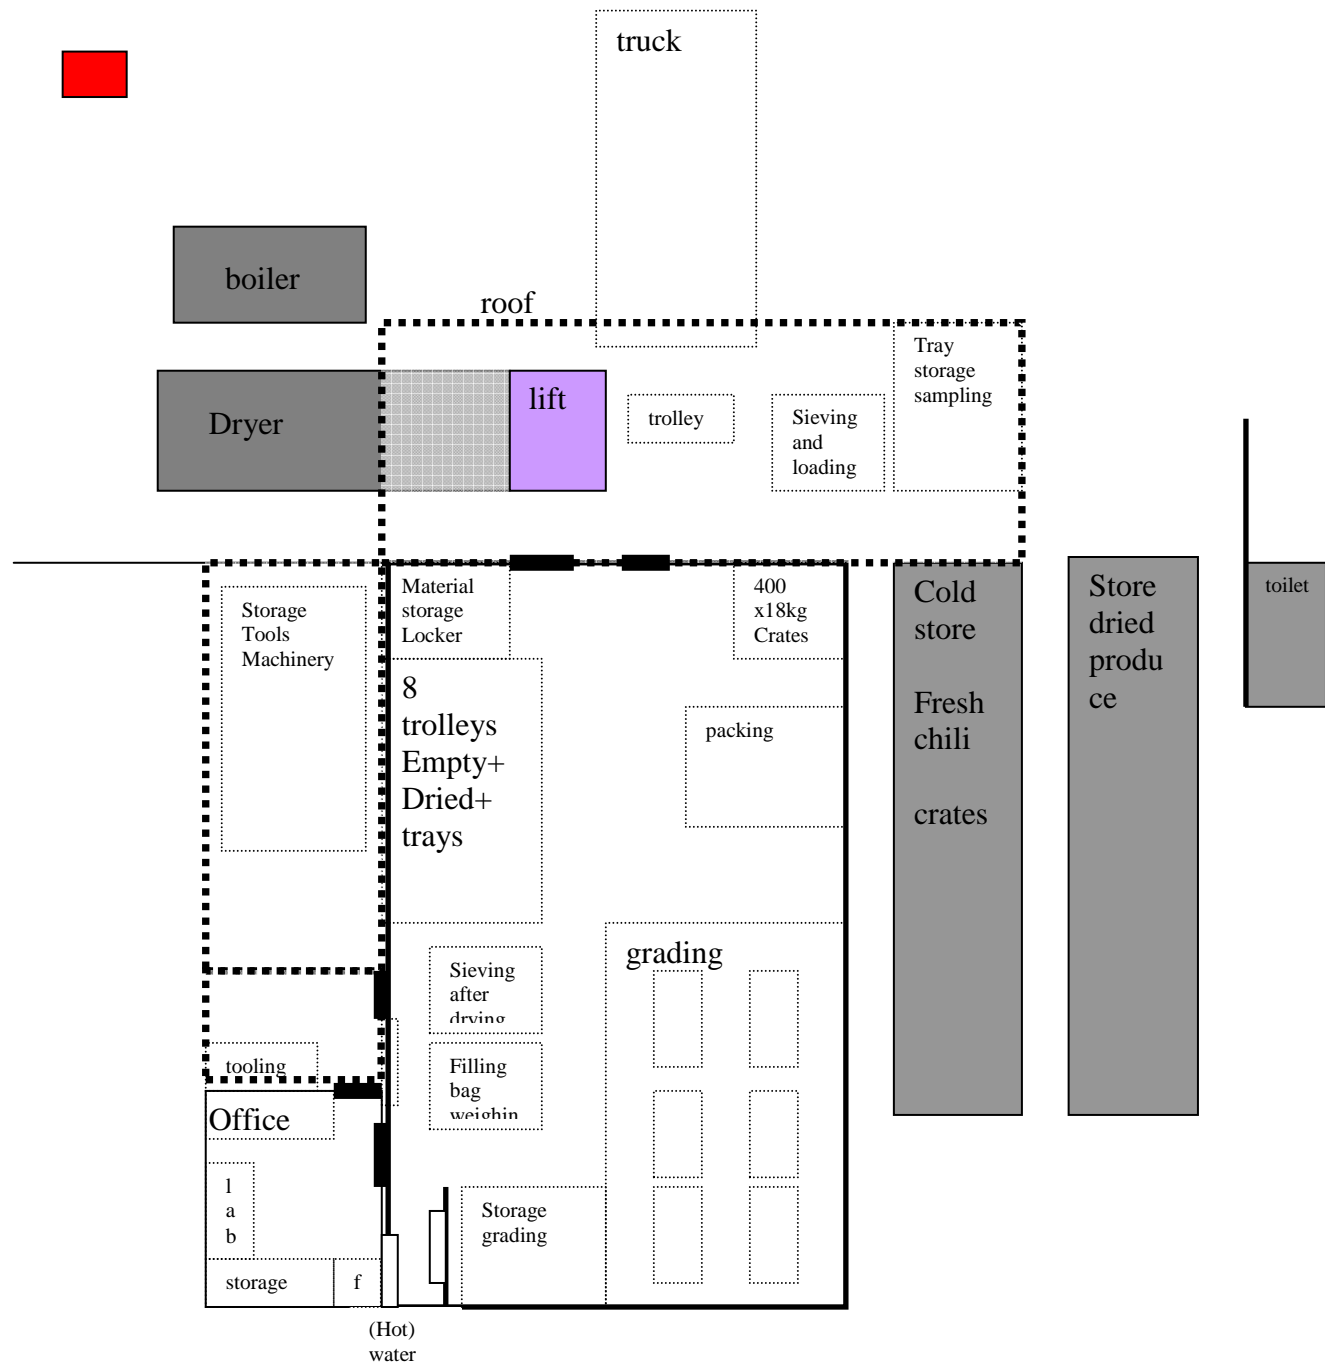 truck
boiler
roof
Tray
storage
sampling
lift
Dryer
trolley
Sieving
and
loading
Material
storage
Locker
400
x18kg
Crates
Cold
store
Fresh
chili
crates
Store
dried
produ
ce
toilet
Storage
Tools
Machinery
8
trolleys
Empty+
Dried+
trays
packing
grading
Sieving
after
drying
tooling
Filling
bag
weighin
Office
l
a
b
Storage
grading
storage
f
(Hot)
water